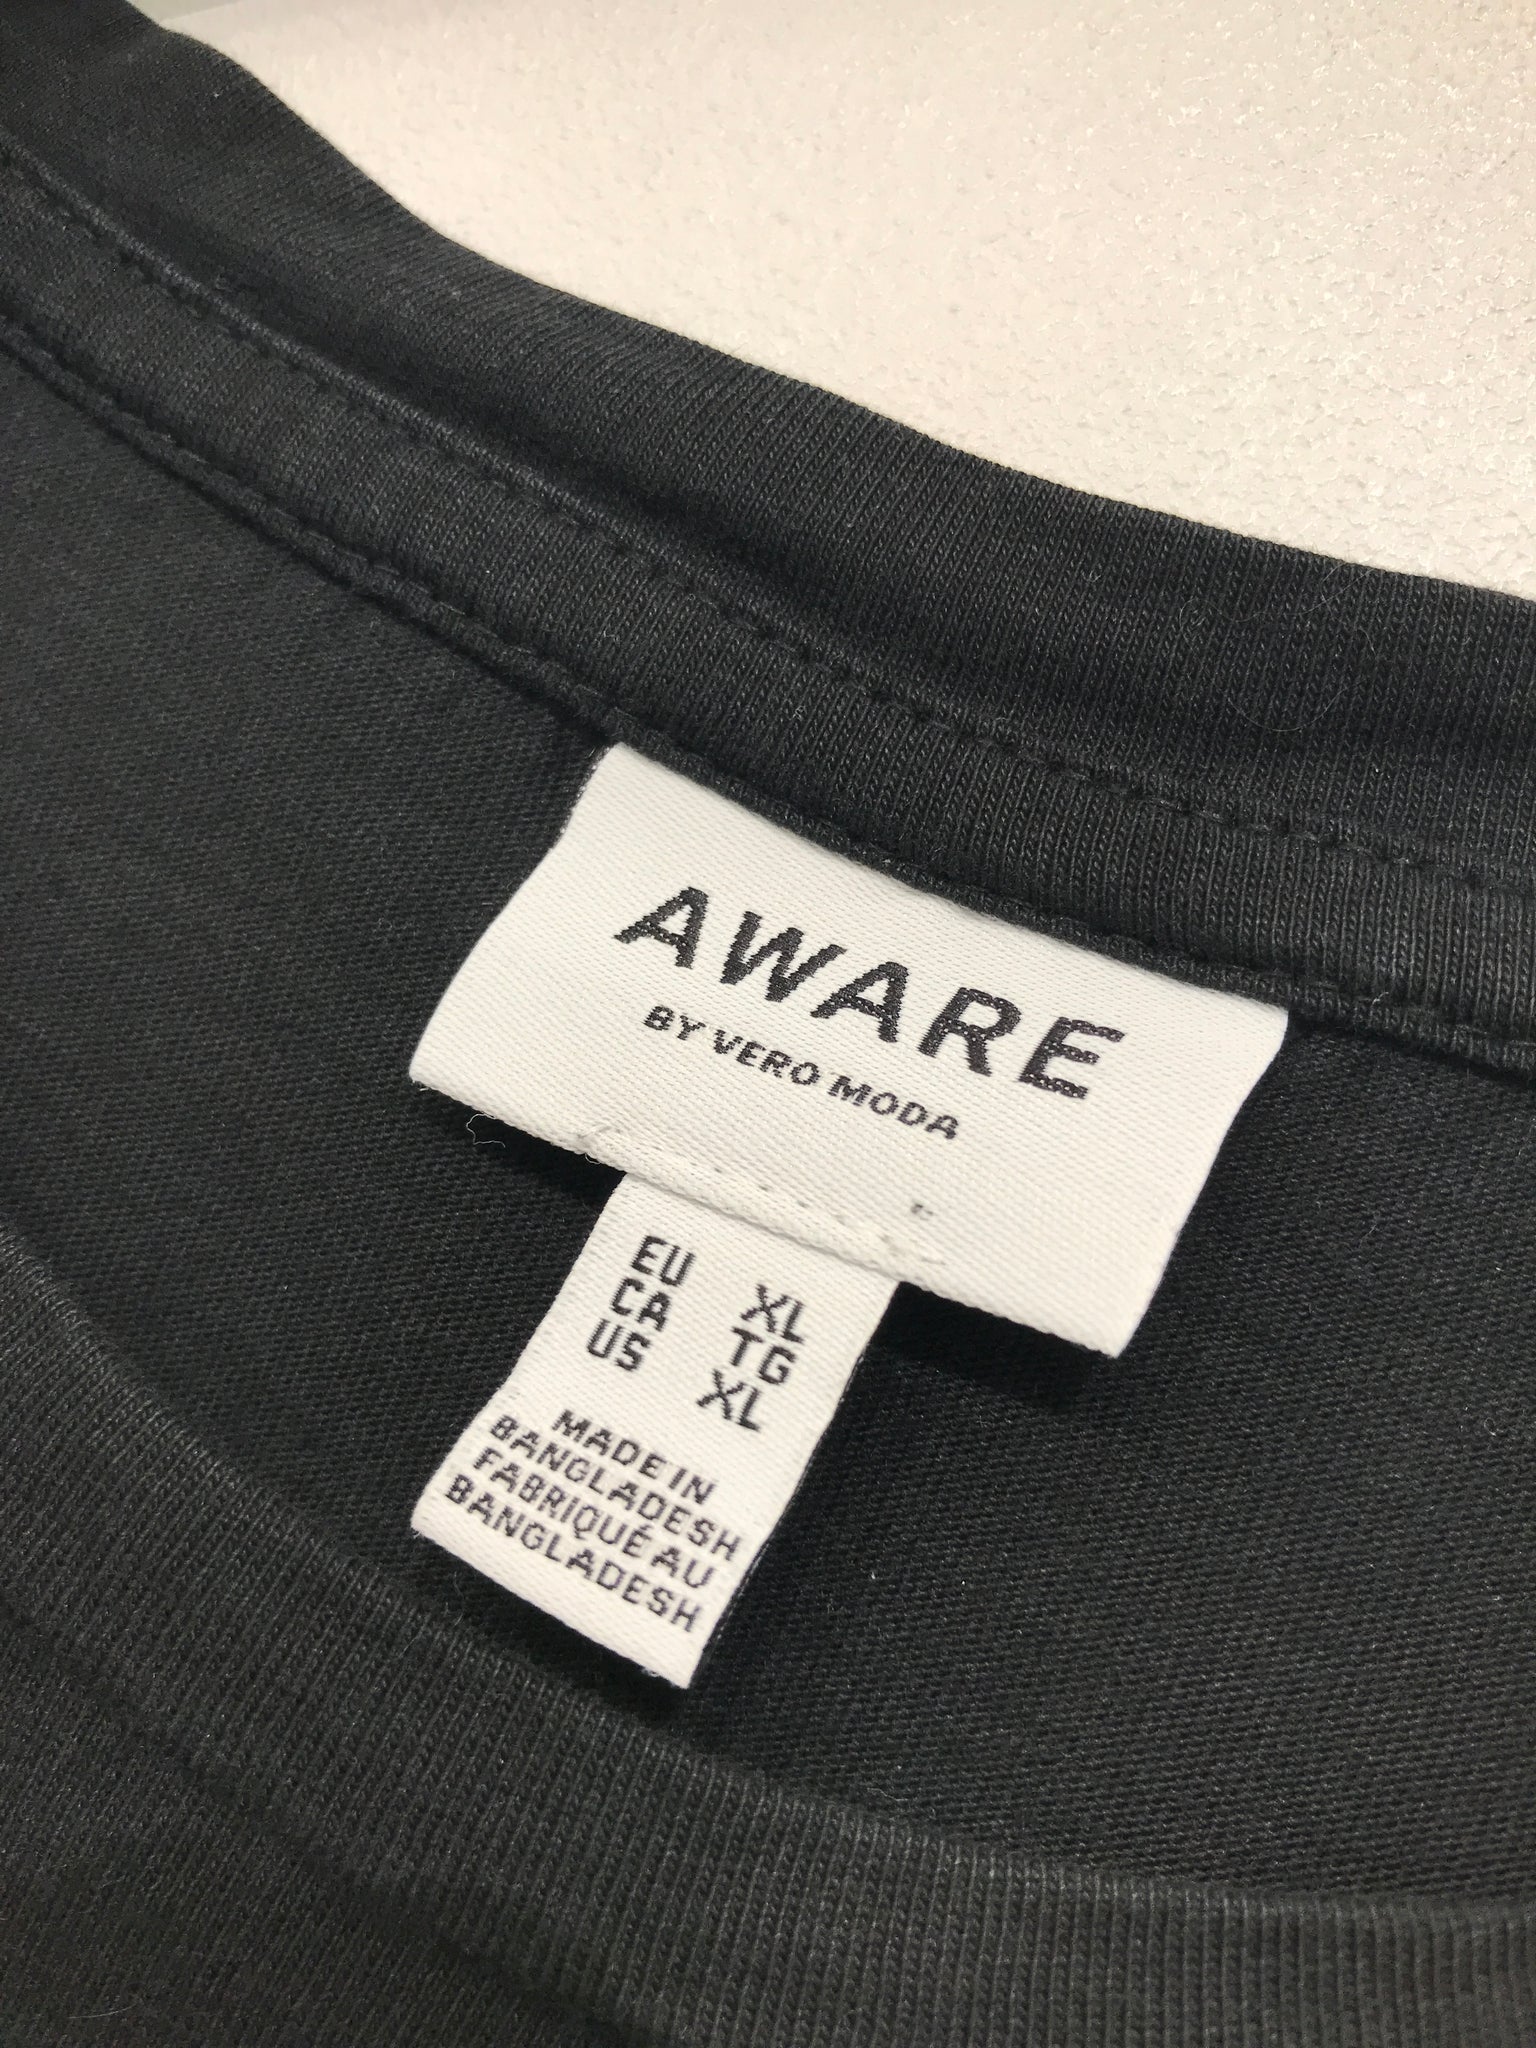 AWARE
BY VERO MODA
EU XL
CA TG
US XL
MADE IN
BANGLADESH
FABRIQUÉ AU
BANGLADESH